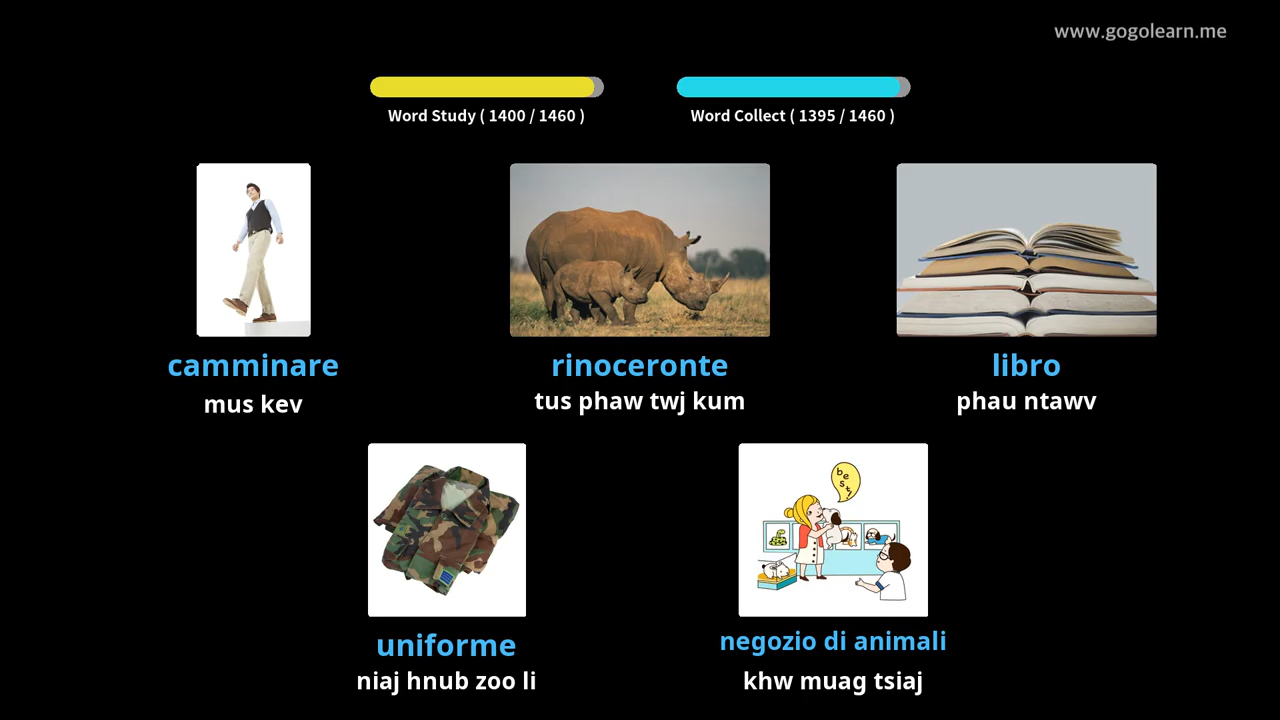 www.gogolearn.me
Word Study ( 1400 / 1460 )
Word Collect ( 1395 / 1460 )
camminare
mus kev
rinoceronte
tus phaw twj kum
libro
phau ntawv
best!
uniforme
niaj hnub zoo li
negozio di animali
khw muag tsiaj